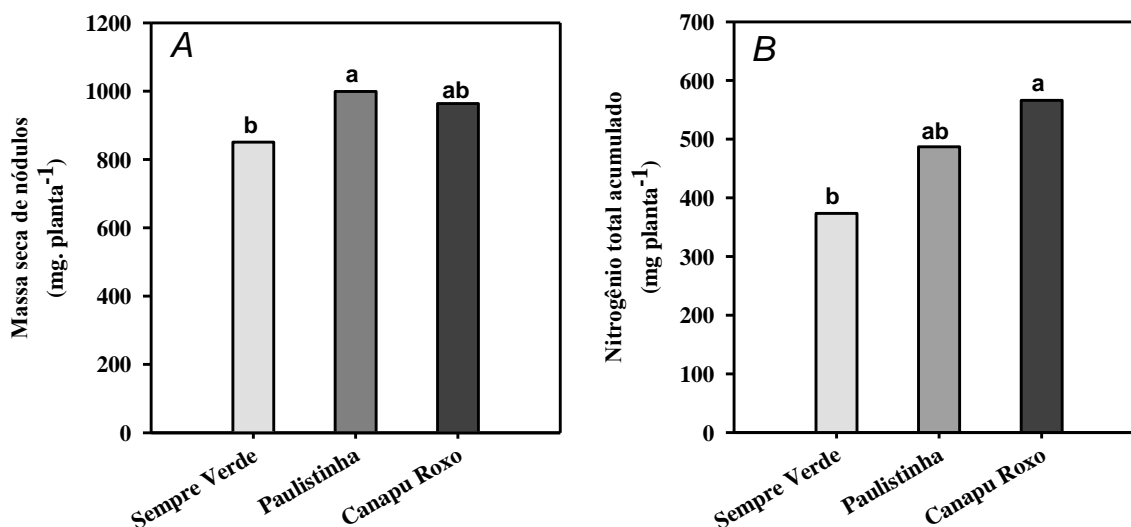 A
Massa seca de nódulos
(mg. planta-1)
1200
1000
800
600
400
200
0
b
a
ab
Sempre Verde
Paulistinha
Canapu Roxo
B
Nitrogênio total acumulado
(mg planta-1)
700
600
500
400
300
200
100
0
b
ab
a
Sempre Verde
Paulistinha
Canapu Roxo